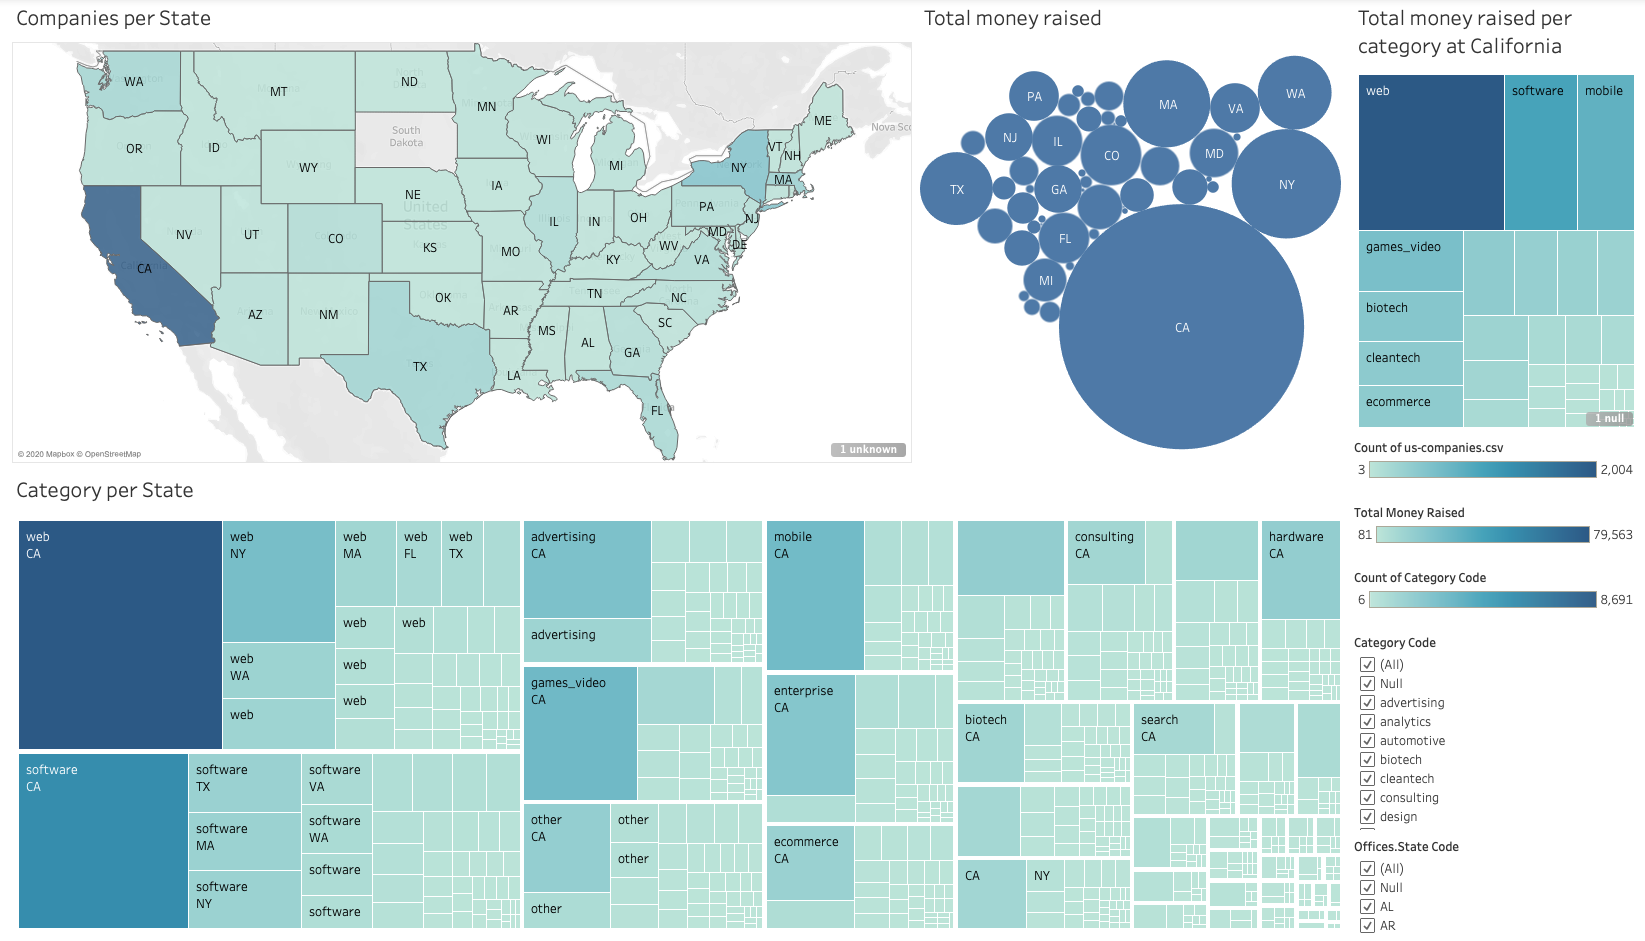 Companies per State
Total money raised
Total money raised per
category at California
WA
MT
ND
MN
OR
ID
WY
South
Dakota
WI
MI
ME
VT
NH
NY
MA
NE
IA
United
States
PA
NJ
NV
UT
CO
KS
MO
IL
IN
OH
MD
DE
WV
VA
KY
CA
AZ
NM
OK
AR
TN
NC
SC
MS
AL
GA
TX
LA
FL
Nova Sc
© 2020 Mapbox © OpenStreetMap
1 unknown
PA
MA
VA
WA
NJ
IL
CO
MD
TX
GA
NY
FL
MI
CA
web
software
mobile
games_video
biotech
cleantech
ecommerce
1 null
Count of us-companies.csv
3
2,004
Total Money Raised
81
79,563
Count of Category Code
6
8,691
Category Code
(All)
Null
advertising
analytics
automotive
biotech
cleantech
consulting
design
Offices.State Code
(All)
Null
AL
AR
Category per State
web
CA
web
NY
web
MA
web
FL
web
TX
web
web
web
WA
web
web
web
software
CA
software
TX
software
VA
software
MA
software
WA
software
NY
software
software
advertising
CA
advertising
games_video
CA
other
CA
other
other
other
mobile
CA
enterprise
CA
ecommerce
CA
consulting
CA
hardware
CA
biotech
CA
search
CA
CA
NY